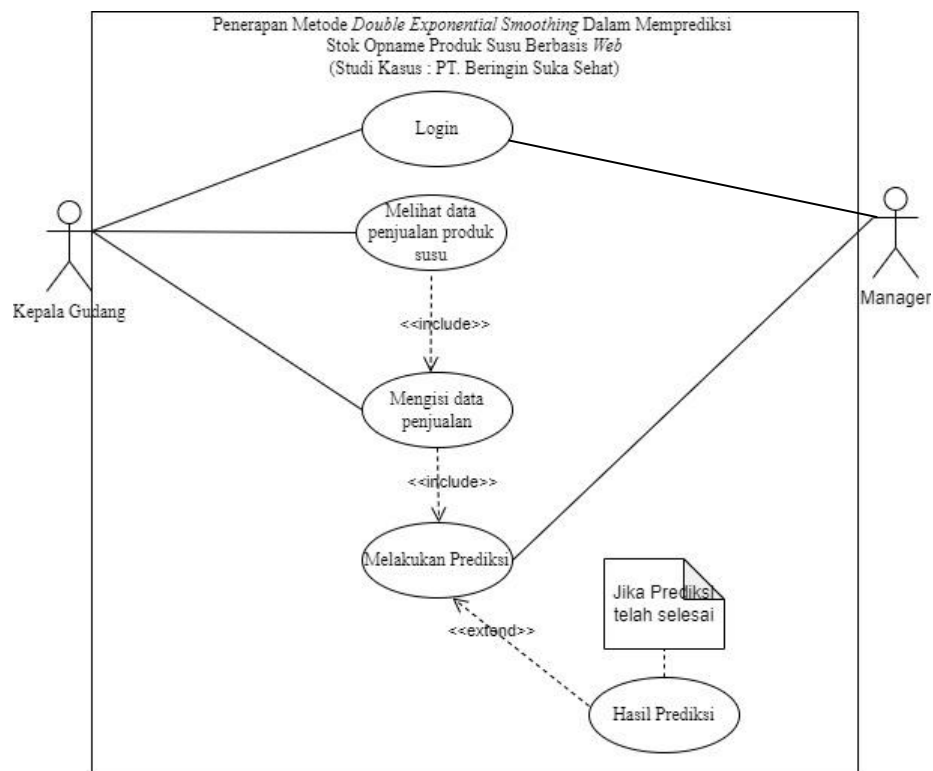 Penerapan Metode Double Exponential Smoothing Dalam Memprediksi
Stok Opname Produk Susu Berbasis Web
(Studi Kasus : PT. Beringin Suka Sehat)
Login
Melihat data
penjualan produk
susu
Kepala Gudang
Manager
<<include>>
Mengisi data
penjualan
<<include>>
Melakukan Prediksi
Jika Prediksi
telah selesai
<<extend>>
Hasil Prediksi